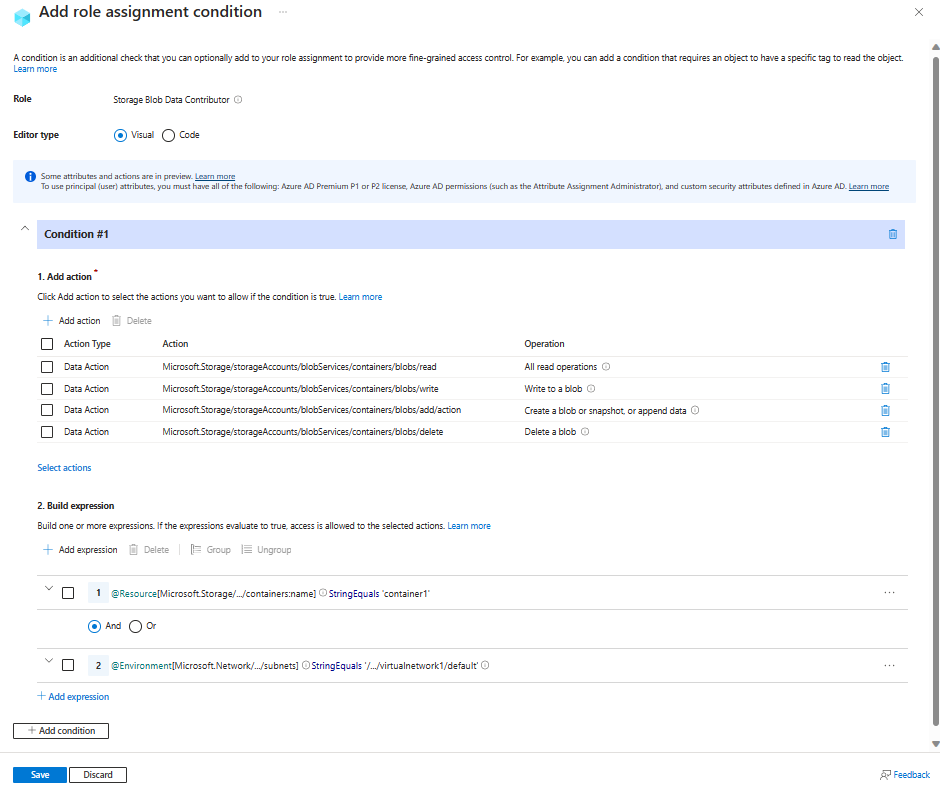 Add role assignment condition ...
A condition is an additional check that you can optionally add to your role assignment to provide more fine-grained access control. For example, you can add a condition that requires an object to have a specific tag to read the object.
Learn more
Role Storage Blob Data Contributor
Editor type Visual Code
Some attributes and actions are in preview. Learn more
To use principal (user) attributes, you must have all of the following: Azure AD Premium P1 or P2 license, Azure AD permissions (such as the Attribute Assignment Administrator), and custom security attributes defined in Azure AD. Learn more
Condition #1
1. Add action *
Click Add action to select the actions you want to allow if the condition is true. Learn more
+ Add action Delete
Action Type Action Operation
Data Action Microsoft.Storage/storageAccounts/blobServices/containers/blobs/read All read operations
Data Action Microsoft.Storage/storageAccounts/blobServices/containers/blobs/write Write to a blob
Data Action Microsoft.Storage/storageAccounts/blobServices/containers/blobs/add/action Create a blob or snapshot, or append data
Data Action Microsoft.Storage/storageAccounts/blobServices/containers/blobs/delete Delete a blob
Select actions
2. Build expression
Build one or more expressions. If the expressions evaluate to true, access is allowed to the selected actions. Learn more
+ Add expression Delete Group Ungroup
1 @Resource[Microsoft.Storage/.../containers:name] StringEquals 'container1' ...
And Or
2 @Environment[Microsoft.Network/.../subnets] StringEquals '/.../virtualnetwork1/default' ...
+ Add expression
+ Add condition
Save Discard Feedback